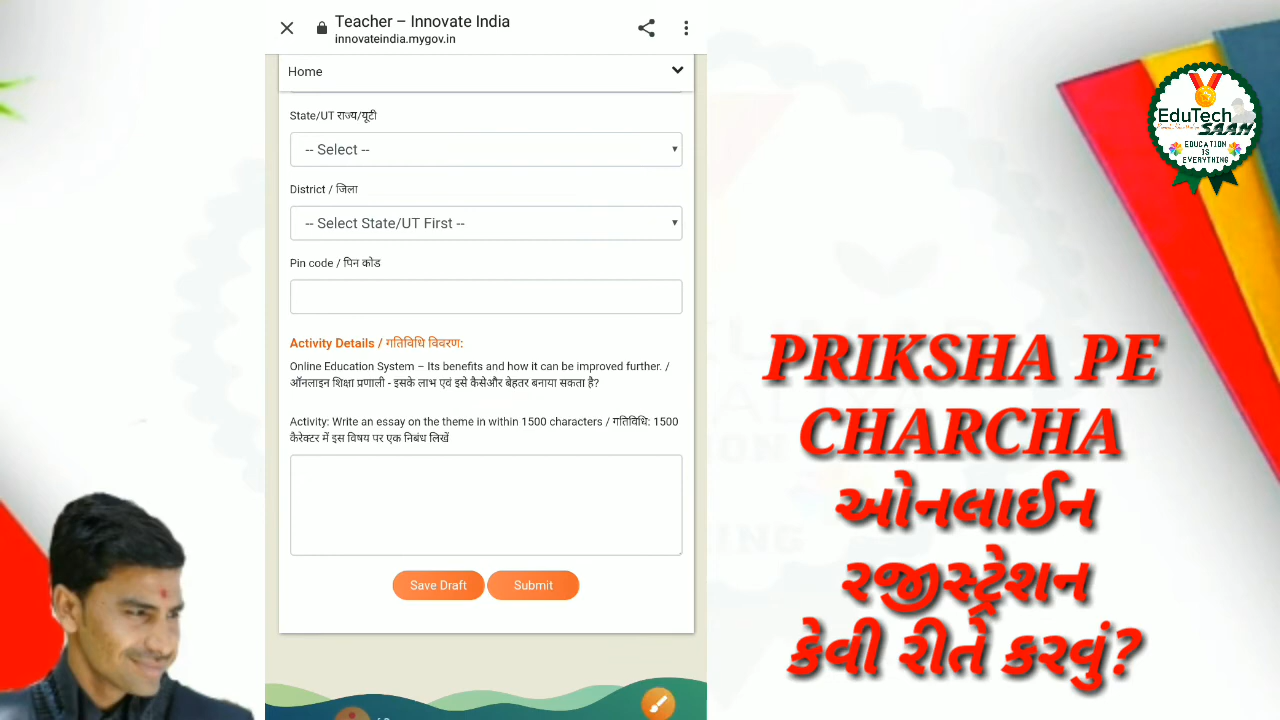 Teacher – Innovate India
innovateindia.mygov.in
Home
State/UT राज्य/यूटी
-- Select --
District / जिला
-- Select State/UT First --
Pin code / पिन कोड
Activity Details / गतिविधि विवरण:
Online Education System – Its benefits and how it can be improved further. /
ऑनलाइन शिक्षा प्रणाली - इसके लाभ एवं इसे कैसेऔर बेहतर बनाया सकता है?
Activity: Write an essay on the theme in within 1500 characters / गतिविधि: 1500
कैरेक्टर में इस विषय पर एक निबंध लिखें
Save Draft
Submit
EduTech
SAAN
EDUCATION
IS
EVERYTHING
PRIKSHA PE
CHARCHA
ઓનલાઈન
રજીસ્ટ્રેશન
કેવી રીતે કરવું?